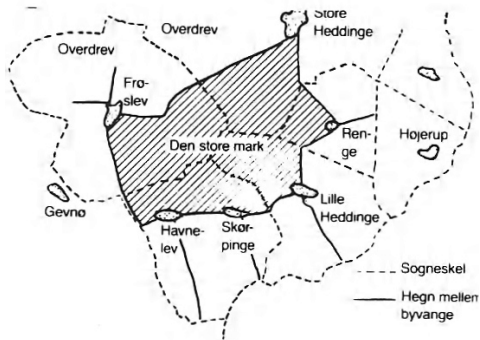 Store
Heddinge
Overdrev
Overdrev
Frø-
slev
Ren-
ge
Højerup
Den store mark
Gevnø
Lille
Heddinge
Havne-
lev
Skør-
pinge
Sogneskel
Hegn mellem
byvange